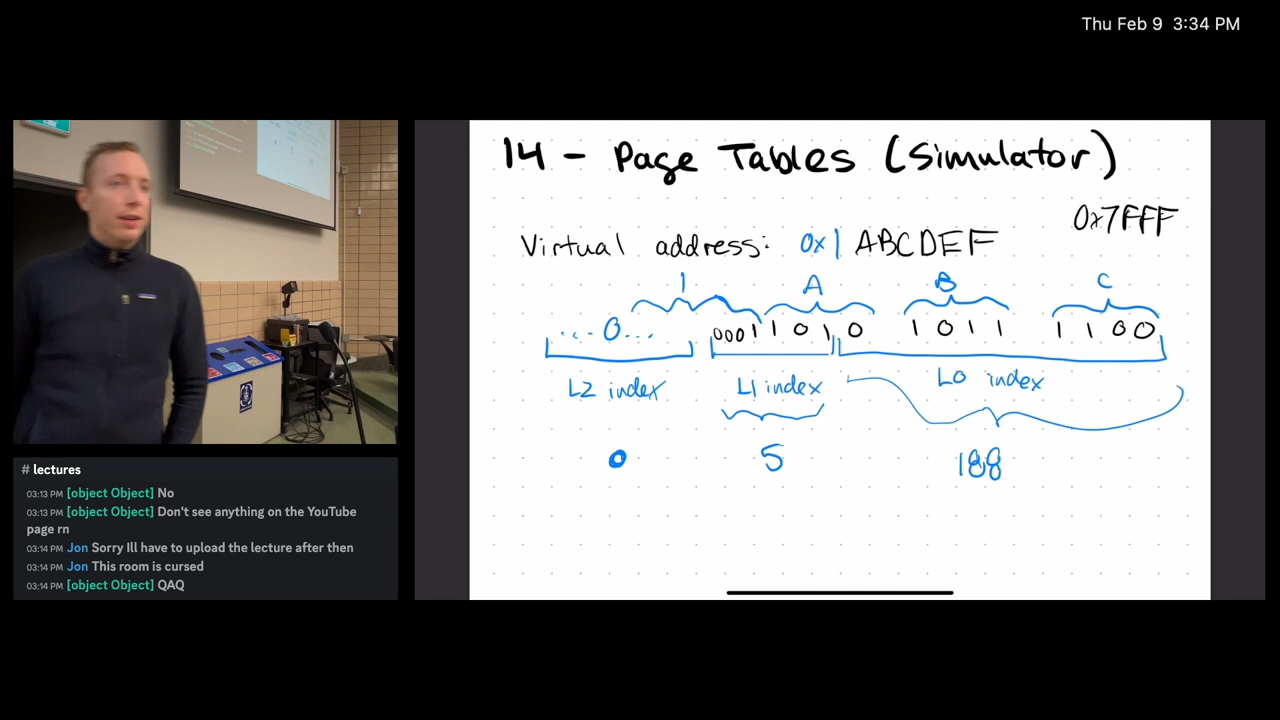 Thu Feb 9 3:34 PM
14 - Page Tables (Simulator)
0x7FFF
Virtual address: 0x1ABCDEF
1 A B C
...0... 0001 1010 1011 1100
L2 index L1 index L0 index
0 5 188
# lectures
03:13 PM [object Object] No
03:13 PM [object Object] Don't see anything on the YouTube
page rn
03:14 PM Jon Sorry Ill have to upload the lecture after then
03:14 PM Jon This room is cursed
03:14 PM [object Object] QAQ